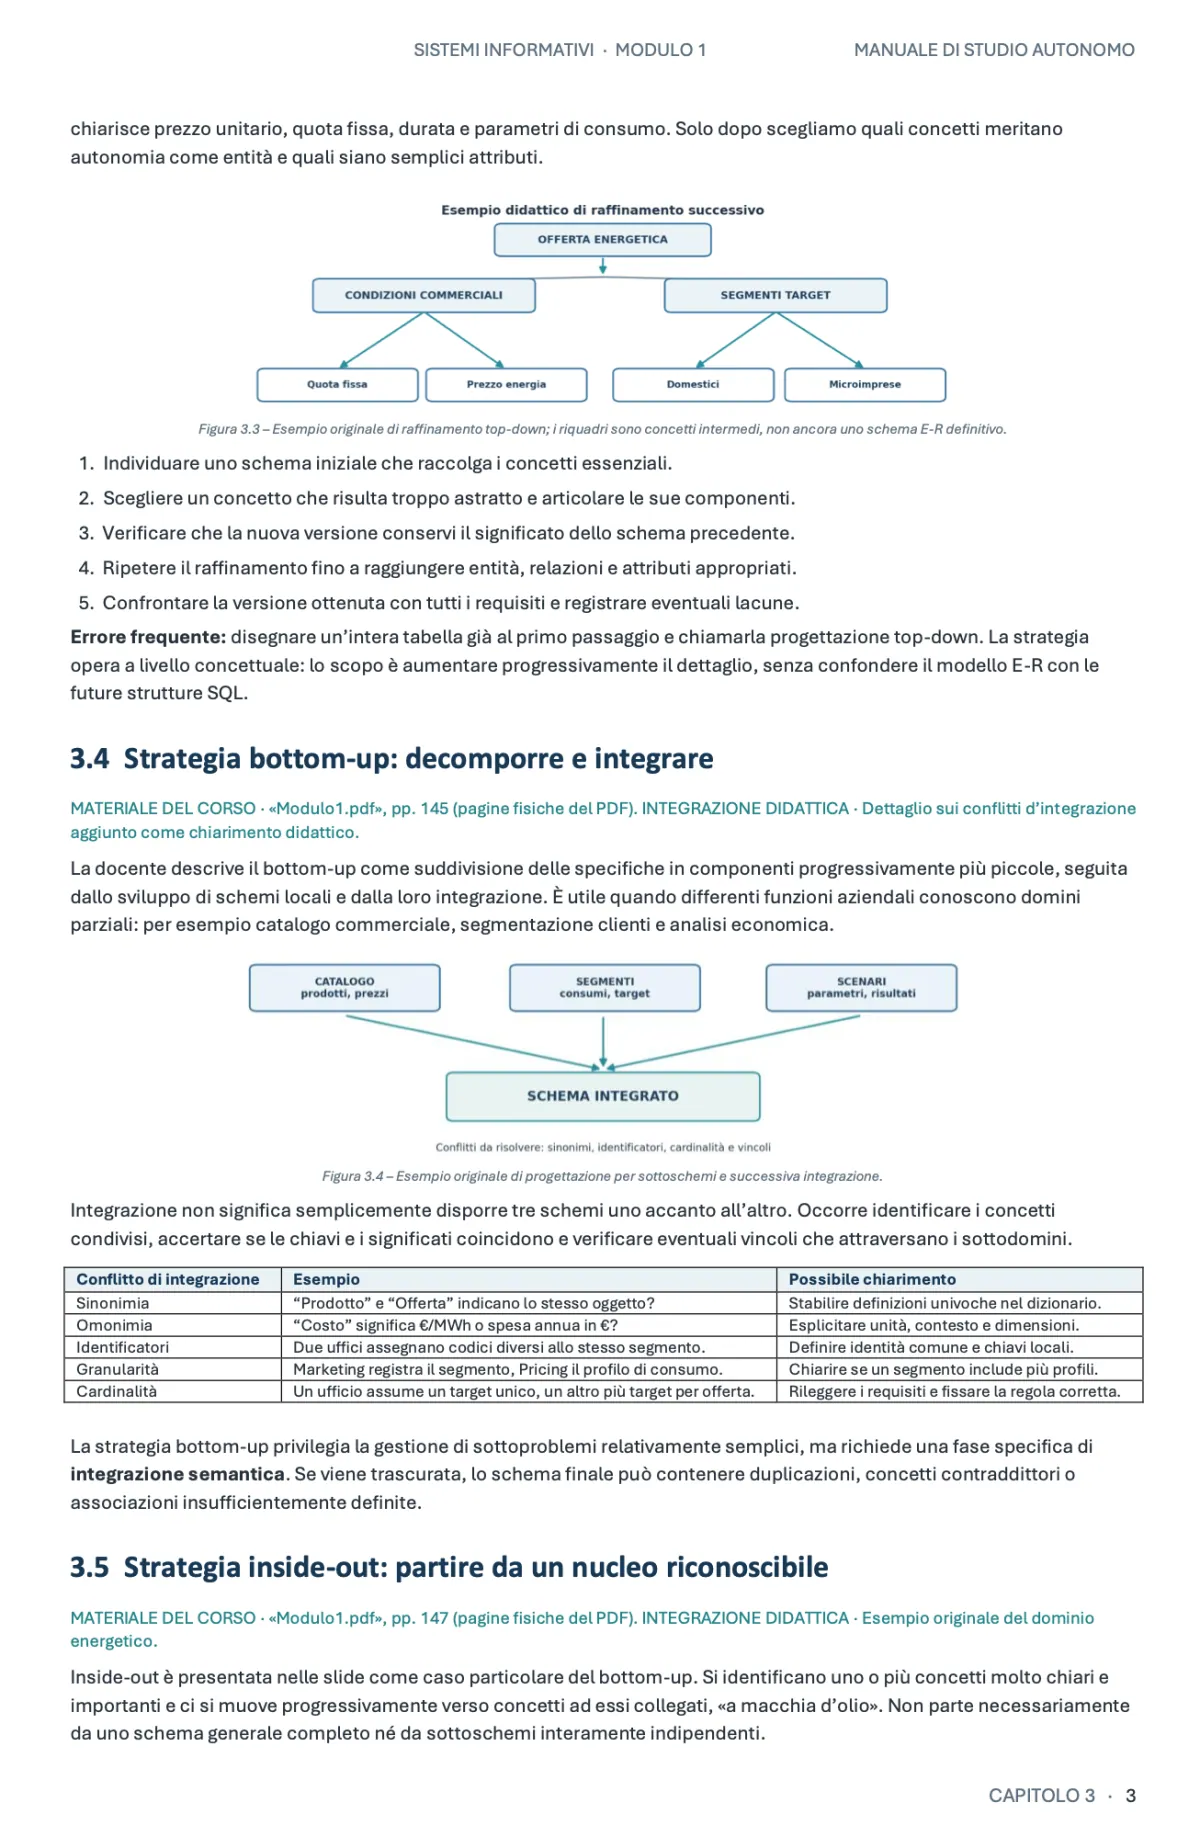 SISTEMI INFORMATIVI · MODULO 1 MANUALE DI STUDIO AUTONOMO
chiarisce prezzo unitario, quota fissa, durata e parametri di consumo. Solo dopo scegliamo quali concetti meritano
autonomia come entità e quali siano semplici attributi.
Esempio didattico di raffinamento successivo
OFFERTA ENERGETICA
CONDIZIONI COMMERCIALI SEGMENTI TARGET
Quota fissa Prezzo energia Domestici Microimprese
Figura 3.3 – Esempio originale di raffinamento top-down; i riquadri sono concetti intermedi, non ancora uno schema E-R definitivo.
1. Individuare uno schema iniziale che raccolga i concetti essenziali.
2. Scegliere un concetto che risulta troppo astratto e articolare le sue componenti.
3. Verificare che la nuova versione conservi il significato dello schema precedente.
4. Ripetere il raffinamento fino a raggiungere entità, relazioni e attributi appropriati.
5. Confrontare la versione ottenuta con tutti i requisiti e registrare eventuali lacune.
Errore frequente: disegnare un’intera tabella già al primo passaggio e chiamarla progettazione top-down. La strategia
opera a livello concettuale: lo scopo è aumentare progressivamente il dettaglio, senza confondere il modello E-R con le
future strutture SQL.
3.4 Strategia bottom-up: decomporre e integrare
MATERIALE DEL CORSO · «Modulo1.pdf», pp. 145 (pagine fisiche del PDF). INTEGRAZIONE DIDATTICA · Dettaglio sui conflitti d’integrazione
aggiunto come chiarimento didattico.
La docente descrive il bottom-up come suddivisione delle specifiche in componenti progressivamente più piccole, seguita
dallo sviluppo di schemi locali e dalla loro integrazione. È utile quando differenti funzioni aziendali conoscono domini
parziali: per esempio catalogo commerciale, segmentazione clienti e analisi economica.
CATALOGO SEGMENTI SCENARI
prodotti, prezzi consumi, target parametri, risultati
SCHEMA INTEGRATO
Conflitti da risolvere: sinonimi, identificatori, cardinalità e vincoli
Figura 3.4 – Esempio originale di progettazione per sottoschemi e successiva integrazione.
Integrazione non significa semplicemente disporre tre schemi uno accanto all’altro. Occorre identificare i concetti
condivisi, accertare se le chiavi e i significati coincidono e verificare eventuali vincoli che attraversano i sottodomini.
Conflitto di integrazione Esempio Possibile chiarimento
Sinonimia “Prodotto” e “Offerta” indicano lo stesso oggetto? Stabilire definizioni univoche nel dizionario.
Omonimia “Costo” significa €/MWh o spesa annua in €? Esplicitare unità, contesto e dimensioni.
Identificatori Due uffici assegnano codici diversi allo stesso segmento. Definire identità comune e chiavi locali.
Granularità Marketing registra il segmento, Pricing il profilo di consumo. Chiarire se un segmento include più profili.
Cardinalità Un ufficio assume un target unico, un altro più target per offerta. Rileggere i requisiti e fissare la regola corretta.
La strategia bottom-up privilegia la gestione di sottoproblemi relativamente semplici, ma richiede una fase specifica di
integrazione semantica. Se viene trascurata, lo schema finale può contenere duplicazioni, concetti contraddittori o
associazioni insufficientemente definite.
3.5 Strategia inside-out: partire da un nucleo riconoscibile
MATERIALE DEL CORSO · «Modulo1.pdf», pp. 147 (pagine fisiche del PDF). INTEGRAZIONE DIDATTICA · Esempio originale del dominio
energetico.
Inside-out è presentata nelle slide come caso particolare del bottom-up. Si identificano uno o più concetti molto chiari e
importanti e ci si muove progressivamente verso concetti ad essi collegati, «a macchia d’olio». Non parte necessariamente
da uno schema generale completo né da sottoschemi interamente indipendenti.
CAPITOLO 3 · 3